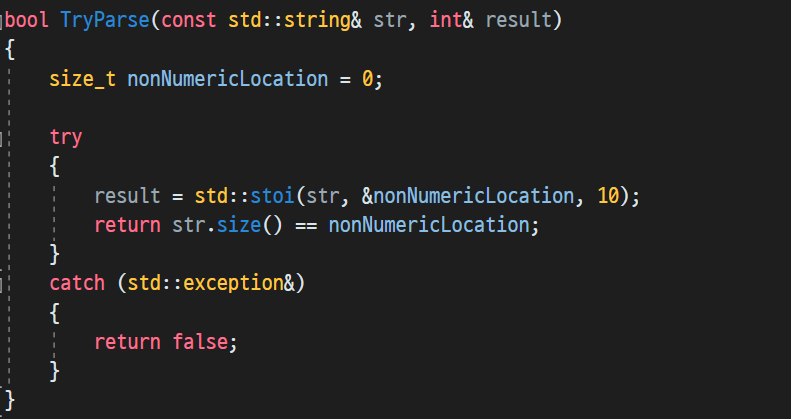 bool TryParse(const std::string& str, int& result)
{
    size_t nonNumericLocation = 0;

    try
    {
        result = std::stoi(str, &nonNumericLocation, 10);
        return str.size() == nonNumericLocation;
    }
    catch (std::exception&)
    {
        return false;
    }
}